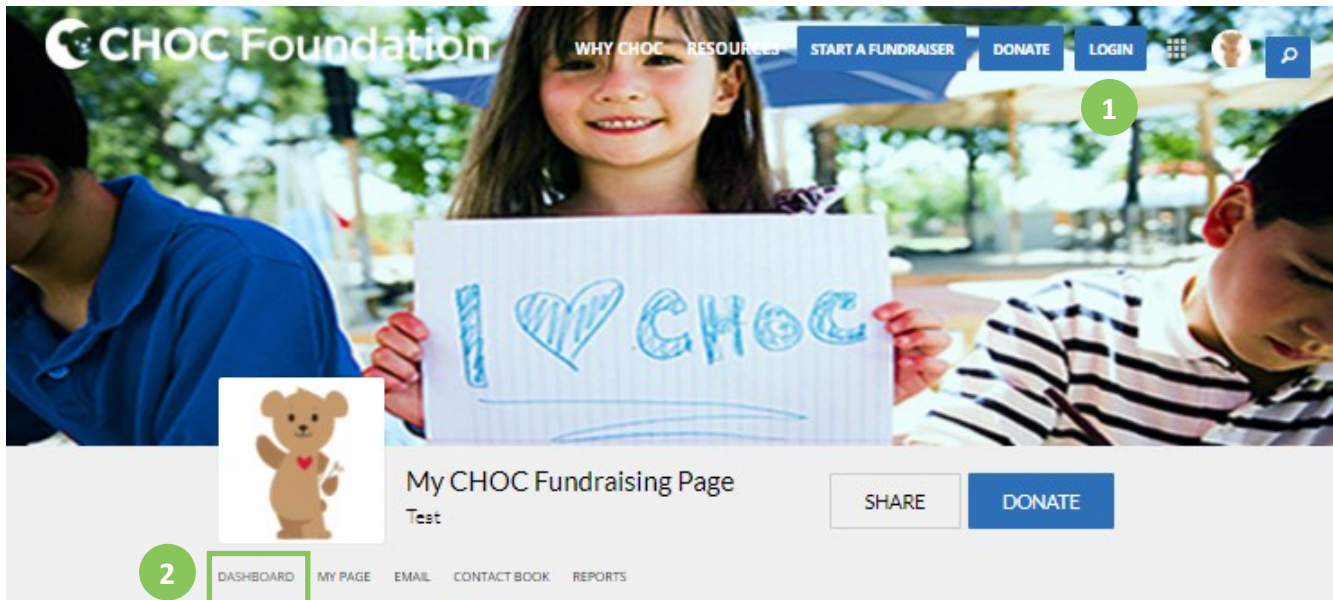 CHOC Foundation WHY CHOC RESOURCES START A FUNDRAISER DONATE LOGIN
1
I ♡ CHOC
My CHOC Fundraising Page
Test
SHARE DONATE
2 DASHBOARD MY PAGE EMAIL CONTACT BOOK REPORTS